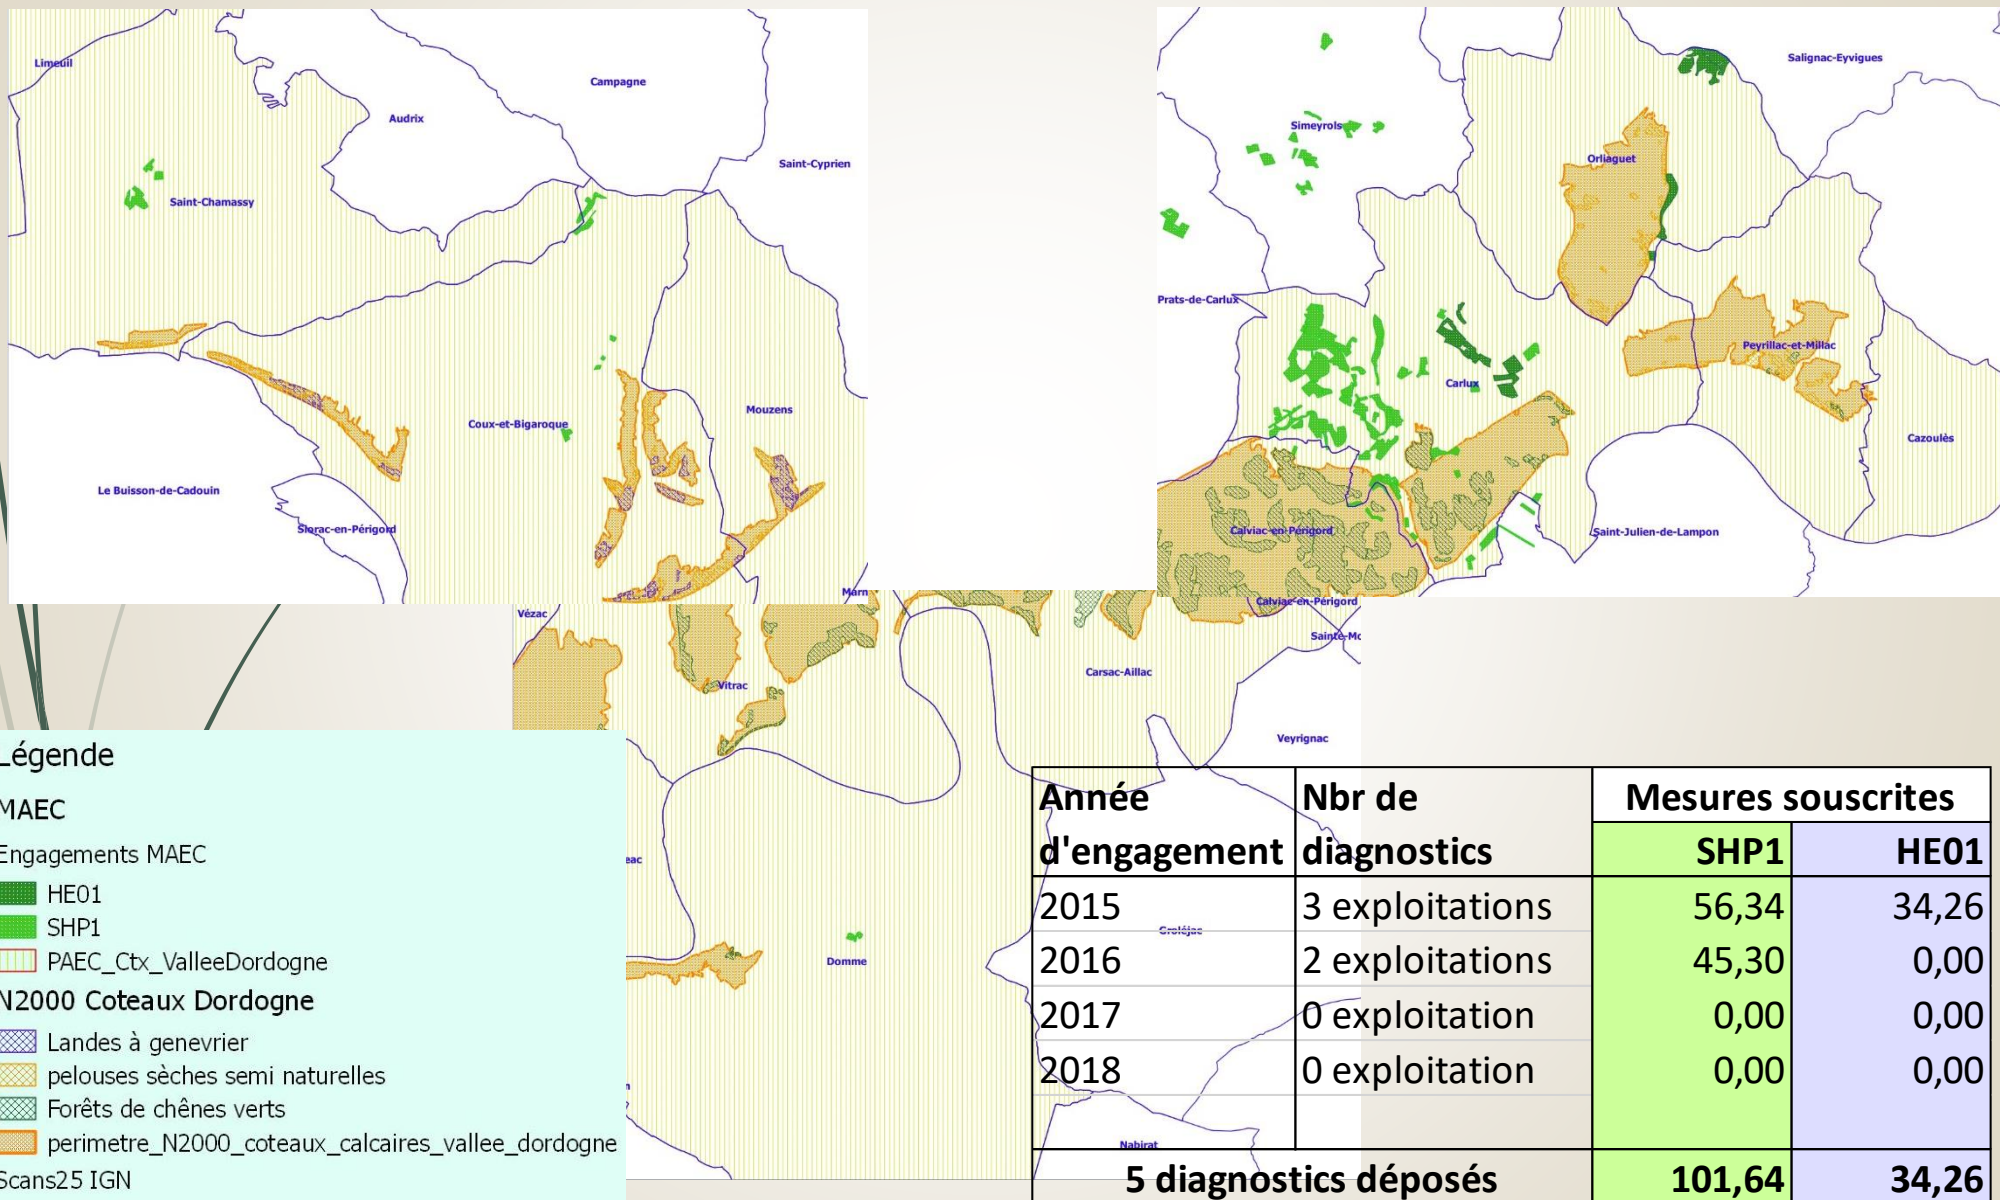 Limeuil
Campagne
Audrix
Saint-Cyprien
Saint-Chamassy
Mouzens
Coux-et-Bigaroque
Le Buisson-de-Cadouin
Siorac-en-Périgord
Marn
Salignac-Eyvigues
Simeyrols
Orliaguet
Prats-de-Carlux
Peyrillac-et-Millac
Carlux
Cazoulès
Calviac-en-Périgord
Saint-Julien-de-Lampon
Vézac
Calviac-en-Périgord
Sainte-Mo
Carsac-Aillac
Vitrac
Veyrignac
eac
Groléjac
Domme
Nabirat
Légende
MAEC
Engagements MAEC
HE01
SHP1
PAEC_Ctx_ValleeDordogne
N2000 Coteaux Dordogne
Landes à genevrier
pelouses sèches semi naturelles
Forêts de chênes verts
perimetre_N2000_coteaux_calcaires_vallee_dordogne
Scans25 IGN
Année d'engagement Nbr de diagnostics Mesures souscrites
SHP1 HE01
2015 3 exploitations 56,34 34,26
2016 2 exploitations 45,30 0,00
2017 0 exploitation 0,00 0,00
2018 0 exploitation 0,00 0,00
5 diagnostics déposés 101,64 34,26